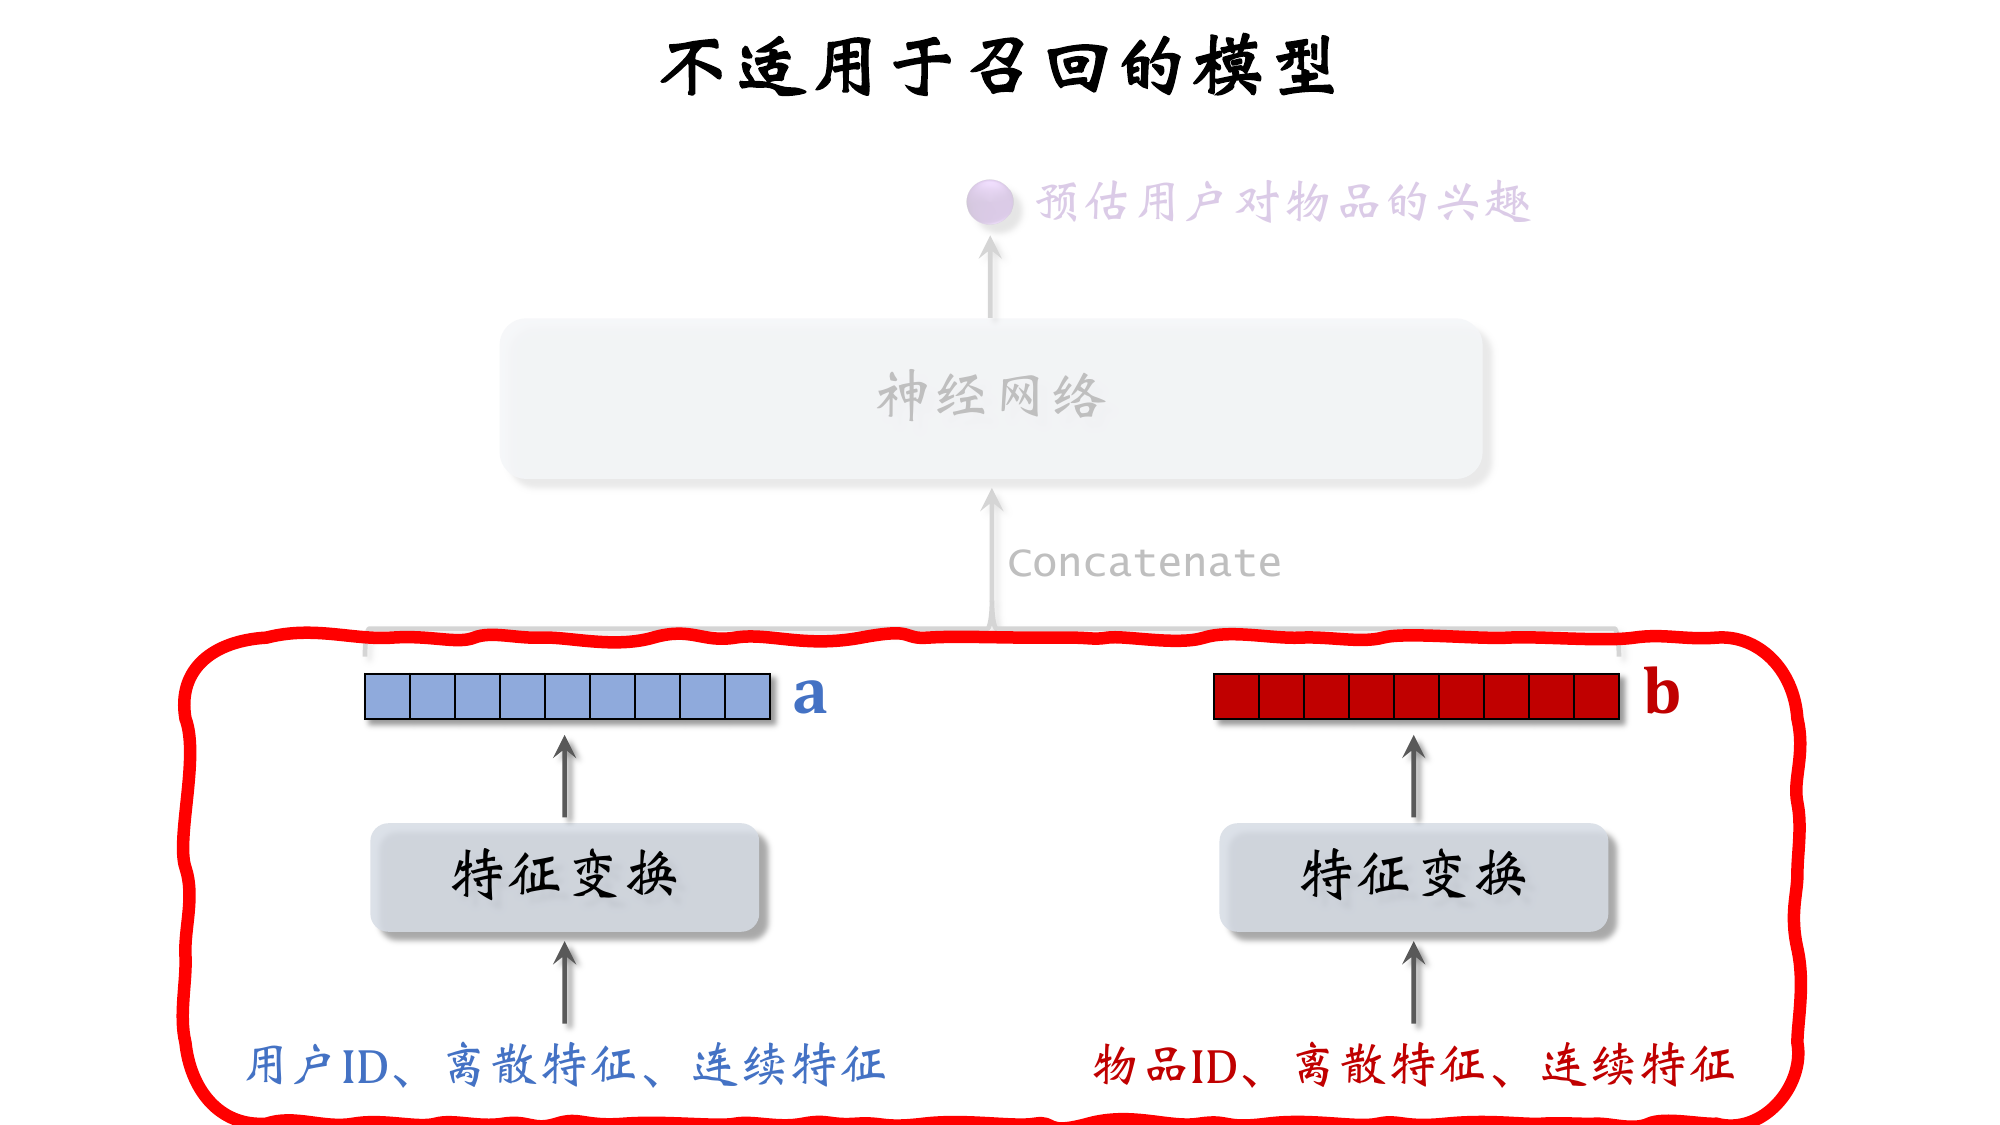 不适用于召回的模型
预估用户对物品的兴趣
神经网络
Concatenate
a
b
特征变换
特征变换
用户ID、离散特征、连续特征
物品ID、离散特征、连续特征